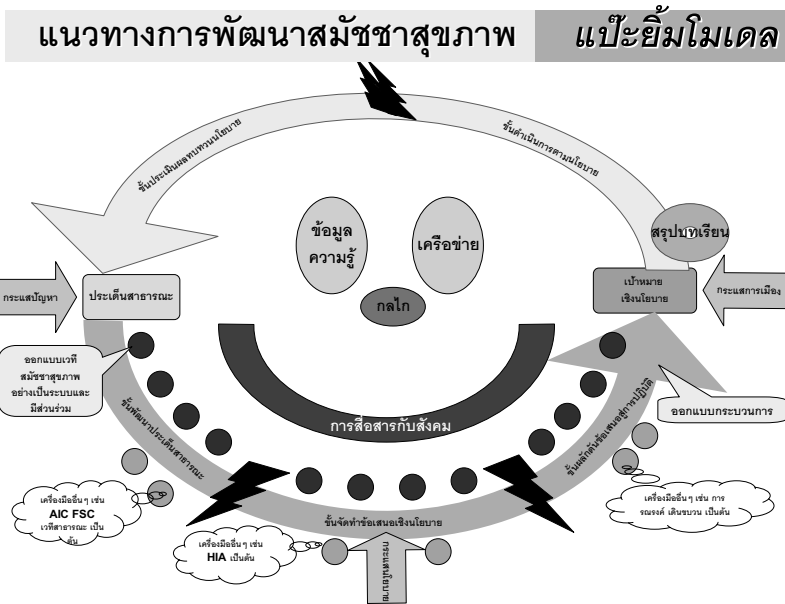 แนวทางการพัฒนาสมัชชาสุขภาพ
แป๊ะยิ้มโมเดล
ขั้นประเมินผลทบทวนนโยบาย
ขั้นดำเนินการตามนโยบาย
ข้อมูล
ความรู้
เครือข่าย
สรุปบทเรียน
กลไก
กระแสปัญหา
ประเด็นสาธารณะ
เป้าหมาย
เชิงนโยบาย
กระแสการเมือง
ออกแบบเวที
สมัชชาสุขภาพ
อย่างเป็นระบบและ
มีส่วนร่วม
การสื่อสารกับสังคม
ออกแบบกระบวนการ
ขั้นพัฒนาประเด็นสาธารณะ
ขั้นผลักดันข้อเสนอสู่การปฏิบัติ
เครื่องมืออื่นๆ เช่น
AIC FSC
เวทีสาธารณะ เป็น
ต้น
ขั้นจัดทำข้อเสนอเชิงนโยบาย
เครื่องมืออื่นๆ เช่น การ
รณรงค์ เดินขบวน เป็นต้น
เครื่องมืออื่นๆ เช่น
HIA เป็นต้น
กระแสนโยบาย